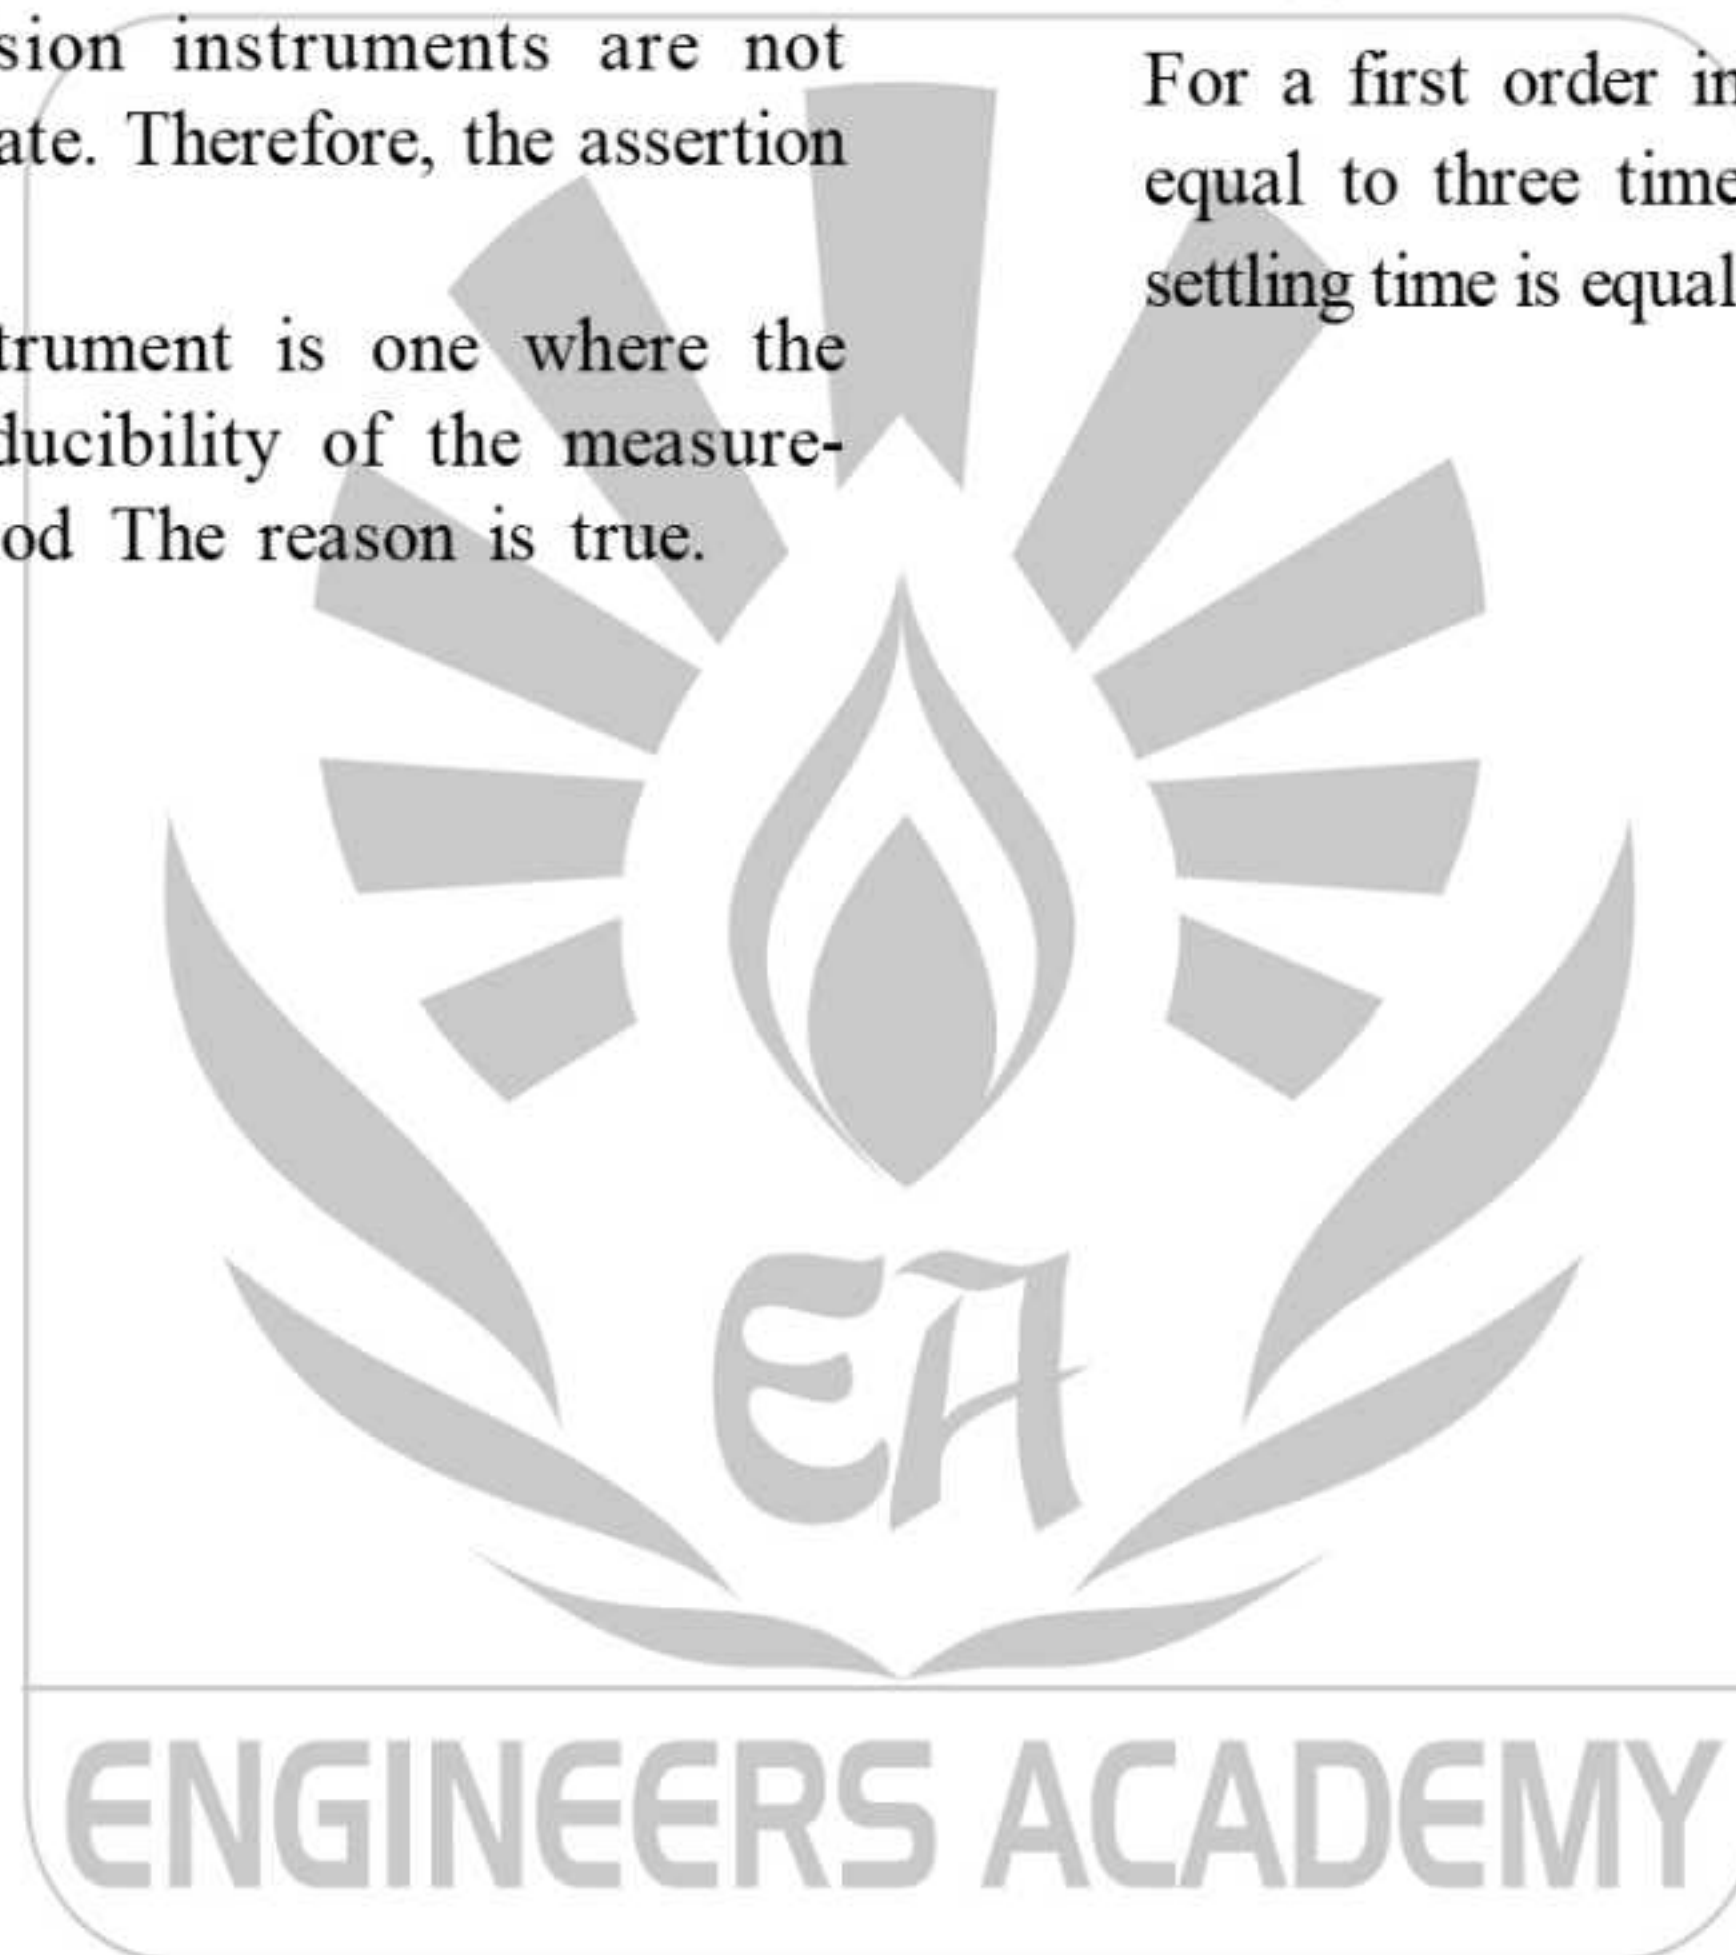 sion instruments are not
ate. Therefore, the assertion
trument is one where the
ducibility of the measure-
od The reason is true.
For a first order in
equal to three time
settling time is equal
EA
ENGINEERS ACADEMY